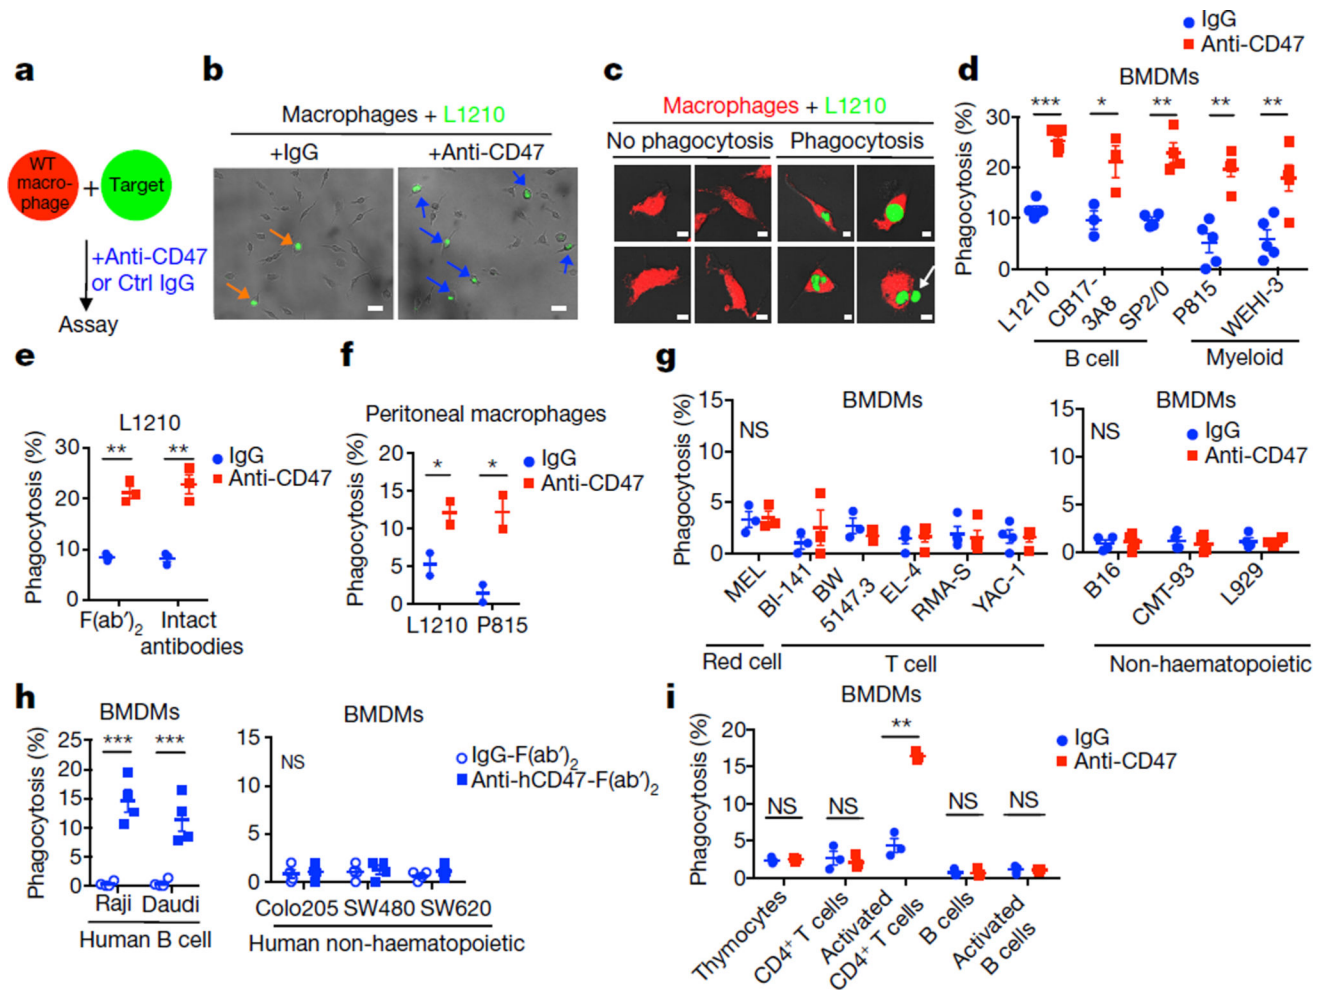 IgG
Anti-CD47
a
WT
macro-
phage
+
Target
+Anti-CD47
or Ctrl IgG
Assay
b
Macrophages + L1210
+IgG
+Anti-CD47
c
Macrophages + L1210
No phagocytosis
Phagocytosis
d
BMDMs
Phagocytosis (%)
*** * ** ** **
30
20
10
0
L1210
CB17-
3A8
SP2/0
P815
WEHI-3
B cell
Myeloid
e
L1210
Phagocytosis (%)
30
20
10
0
** **
IgG
Anti-CD47
F(ab′)2
Intact
antibodies
f
Peritoneal macrophages
Phagocytosis (%)
20
15
10
5
0
* *
IgG
Anti-CD47
L1210 P815
g
BMDMs
Phagocytosis (%)
15
10
5
0
NS
MEL
BI-141
BW
5147.3
EL-4
RMA-S
YAC-1
Red cell
T cell
BMDMs
15
10
5
0
NS
IgG
Anti-CD47
B16
CMT-93
L929
Non-haematopoietic
h
BMDMs
Phagocytosis (%)
25
20
15
10
5
0
*** ***
Raji Daudi
Human B cell
BMDMs
15
10
5
0
NS
IgG-F(ab′)2
Anti-hCD47-F(ab′)2
Colo205 SW480 SW620
Human non-haematopoietic
i
BMDMs
Phagocytosis (%)
20
15
10
5
0
NS NS ** NS NS
IgG
Anti-CD47
Thymocytes
CD4+ T cells
Activated
CD4+ T cells
B cells
Activated
B cells